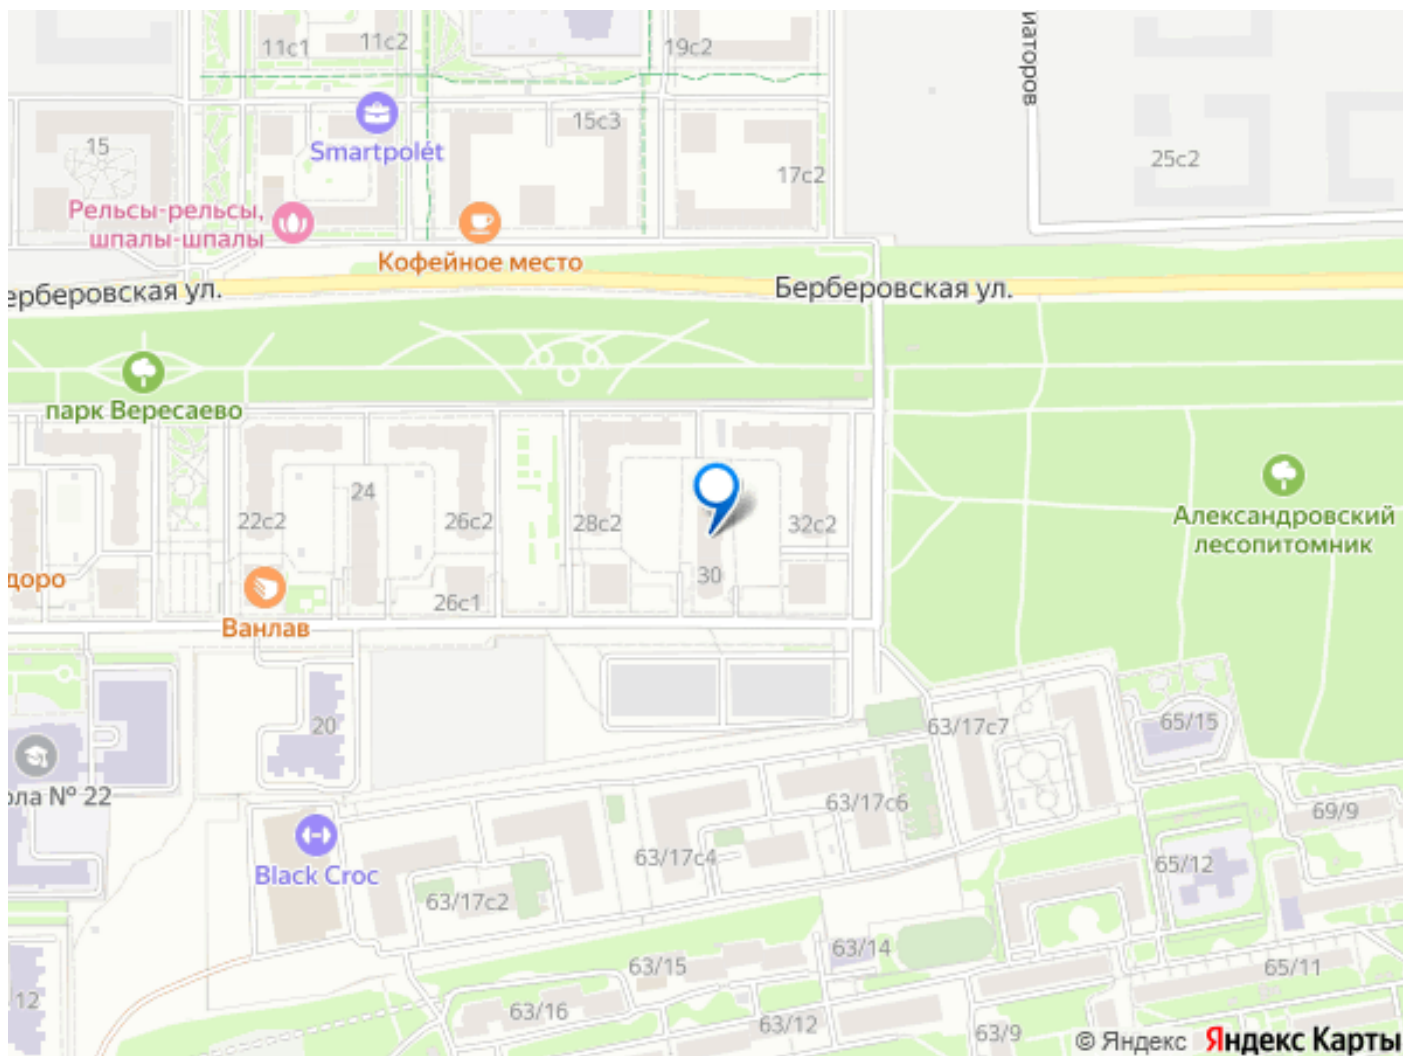 11с1
11с2
19с2
иаторов
15
Smartpolét
15с3
17с2
25с2
Рельсы-рельсы,
шпалы-шпалы
Кофейное место
ерберовская ул.
Берберовская ул.
парк Вересаево
Александровский
лесопитомник
22с2
24
26с2
28с2
32с2
30
доро
Ванлав
26с1
20
63/17с7
65/15
ола № 22
63/17с6
69/9
Black Croc
63/17с4
65/12
63/17с2
63/14
63/15
65/11
12
63/16
63/12
63/9
© Яндекс Яндекс Карты